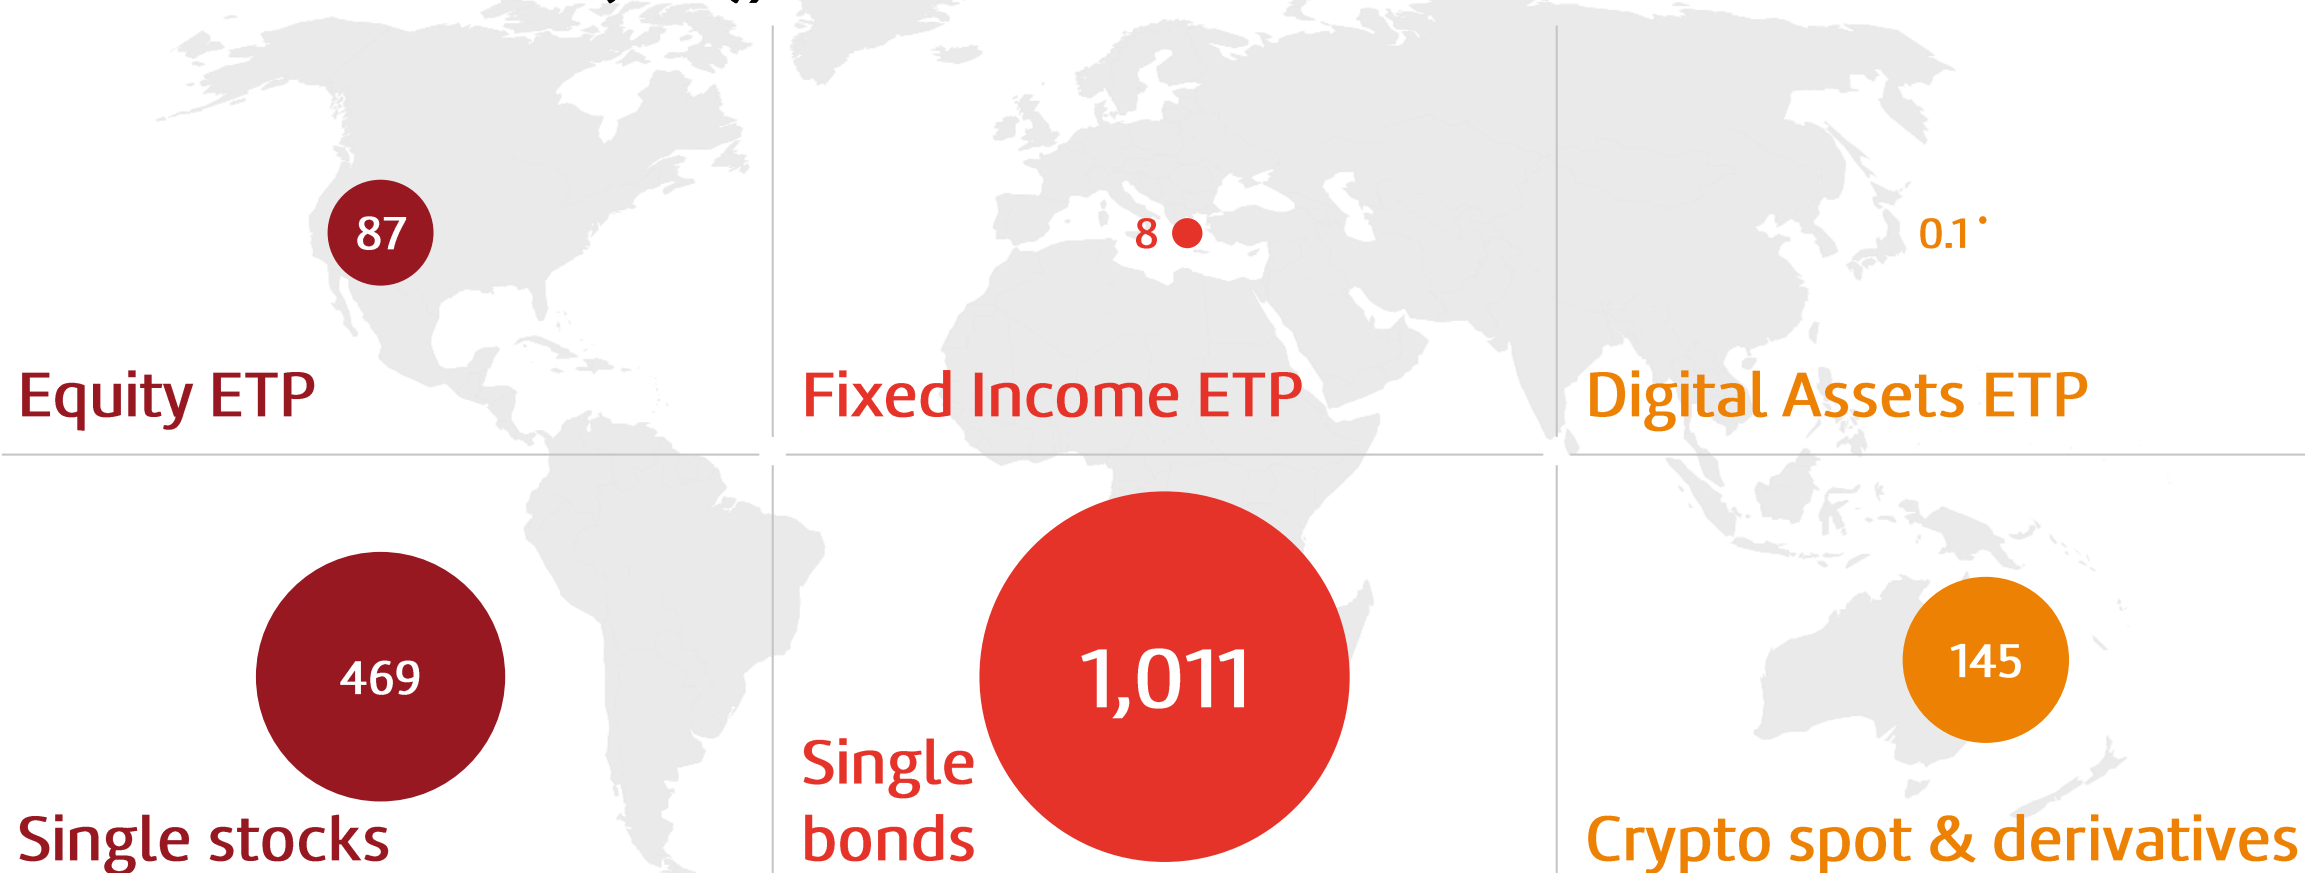 87
8
0.1
Equity ETP
Fixed Income ETP
Digital Assets ETP
469
1,011
145
Single stocks
Single
bonds
Crypto spot & derivatives